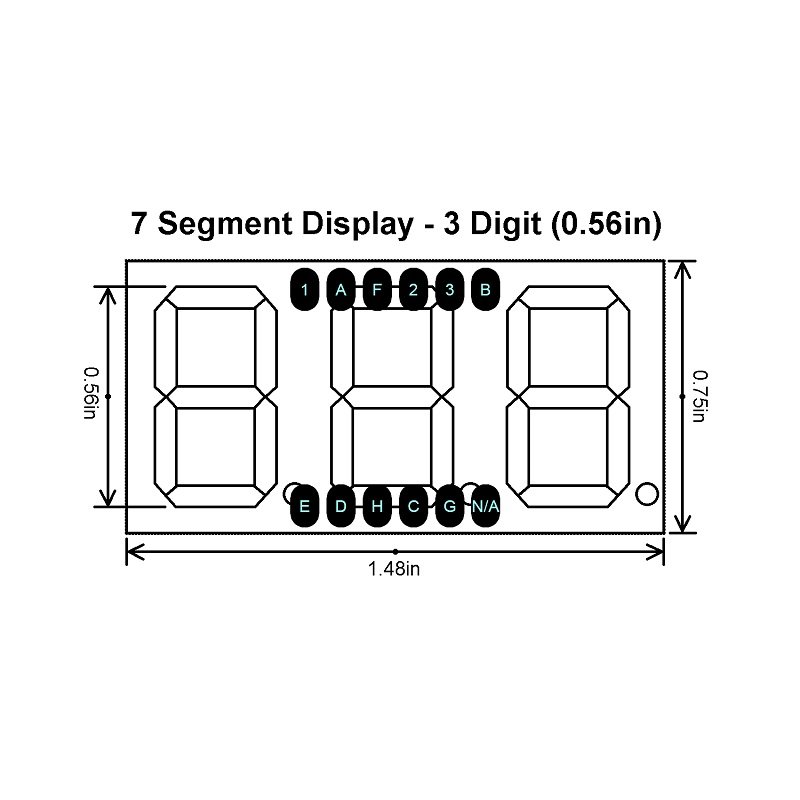 7 Segment Display - 3 Digit (0.56in)
1 A F 2 3 B
0.56in
0.75in
E D H C G N/A
1.48in